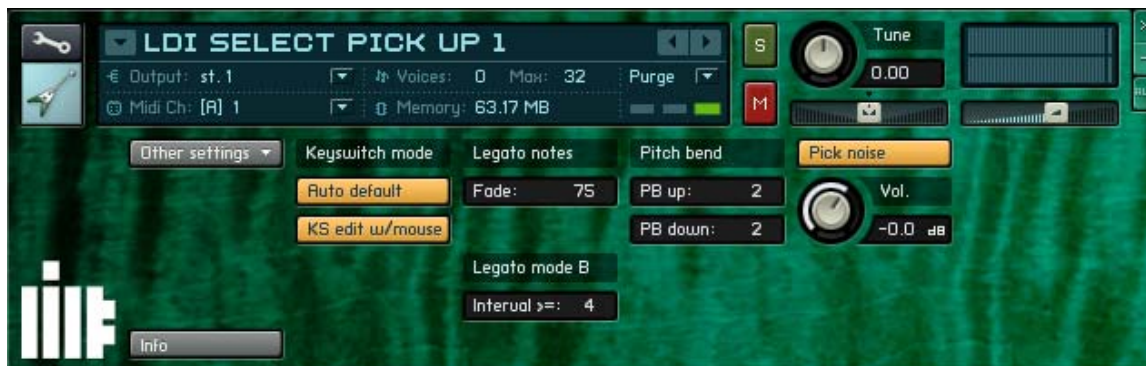 LDI SELECT PICK UP 1
S
Tune
Output: st. 1 Voices: 0 Max: 32 Purge
0.00
Midi Ch: [A] 1 Memory: 63.17 MB
M
Other settings Keyswitch mode Legato notes Pitch bend Pick noise
Auto default Fade: 75 PB up: 2 Vol.
KS edit w/mouse PB down: 2 -0.0 dB
Legato mode B
Interval >=: 4
Info